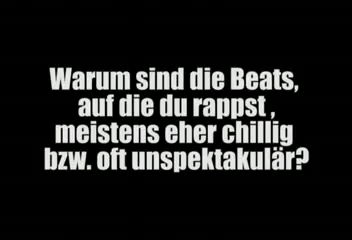 Warum sind die Beats,
auf die du rappst ,
meistens eher chillig
bzw. oft unspektakulär?